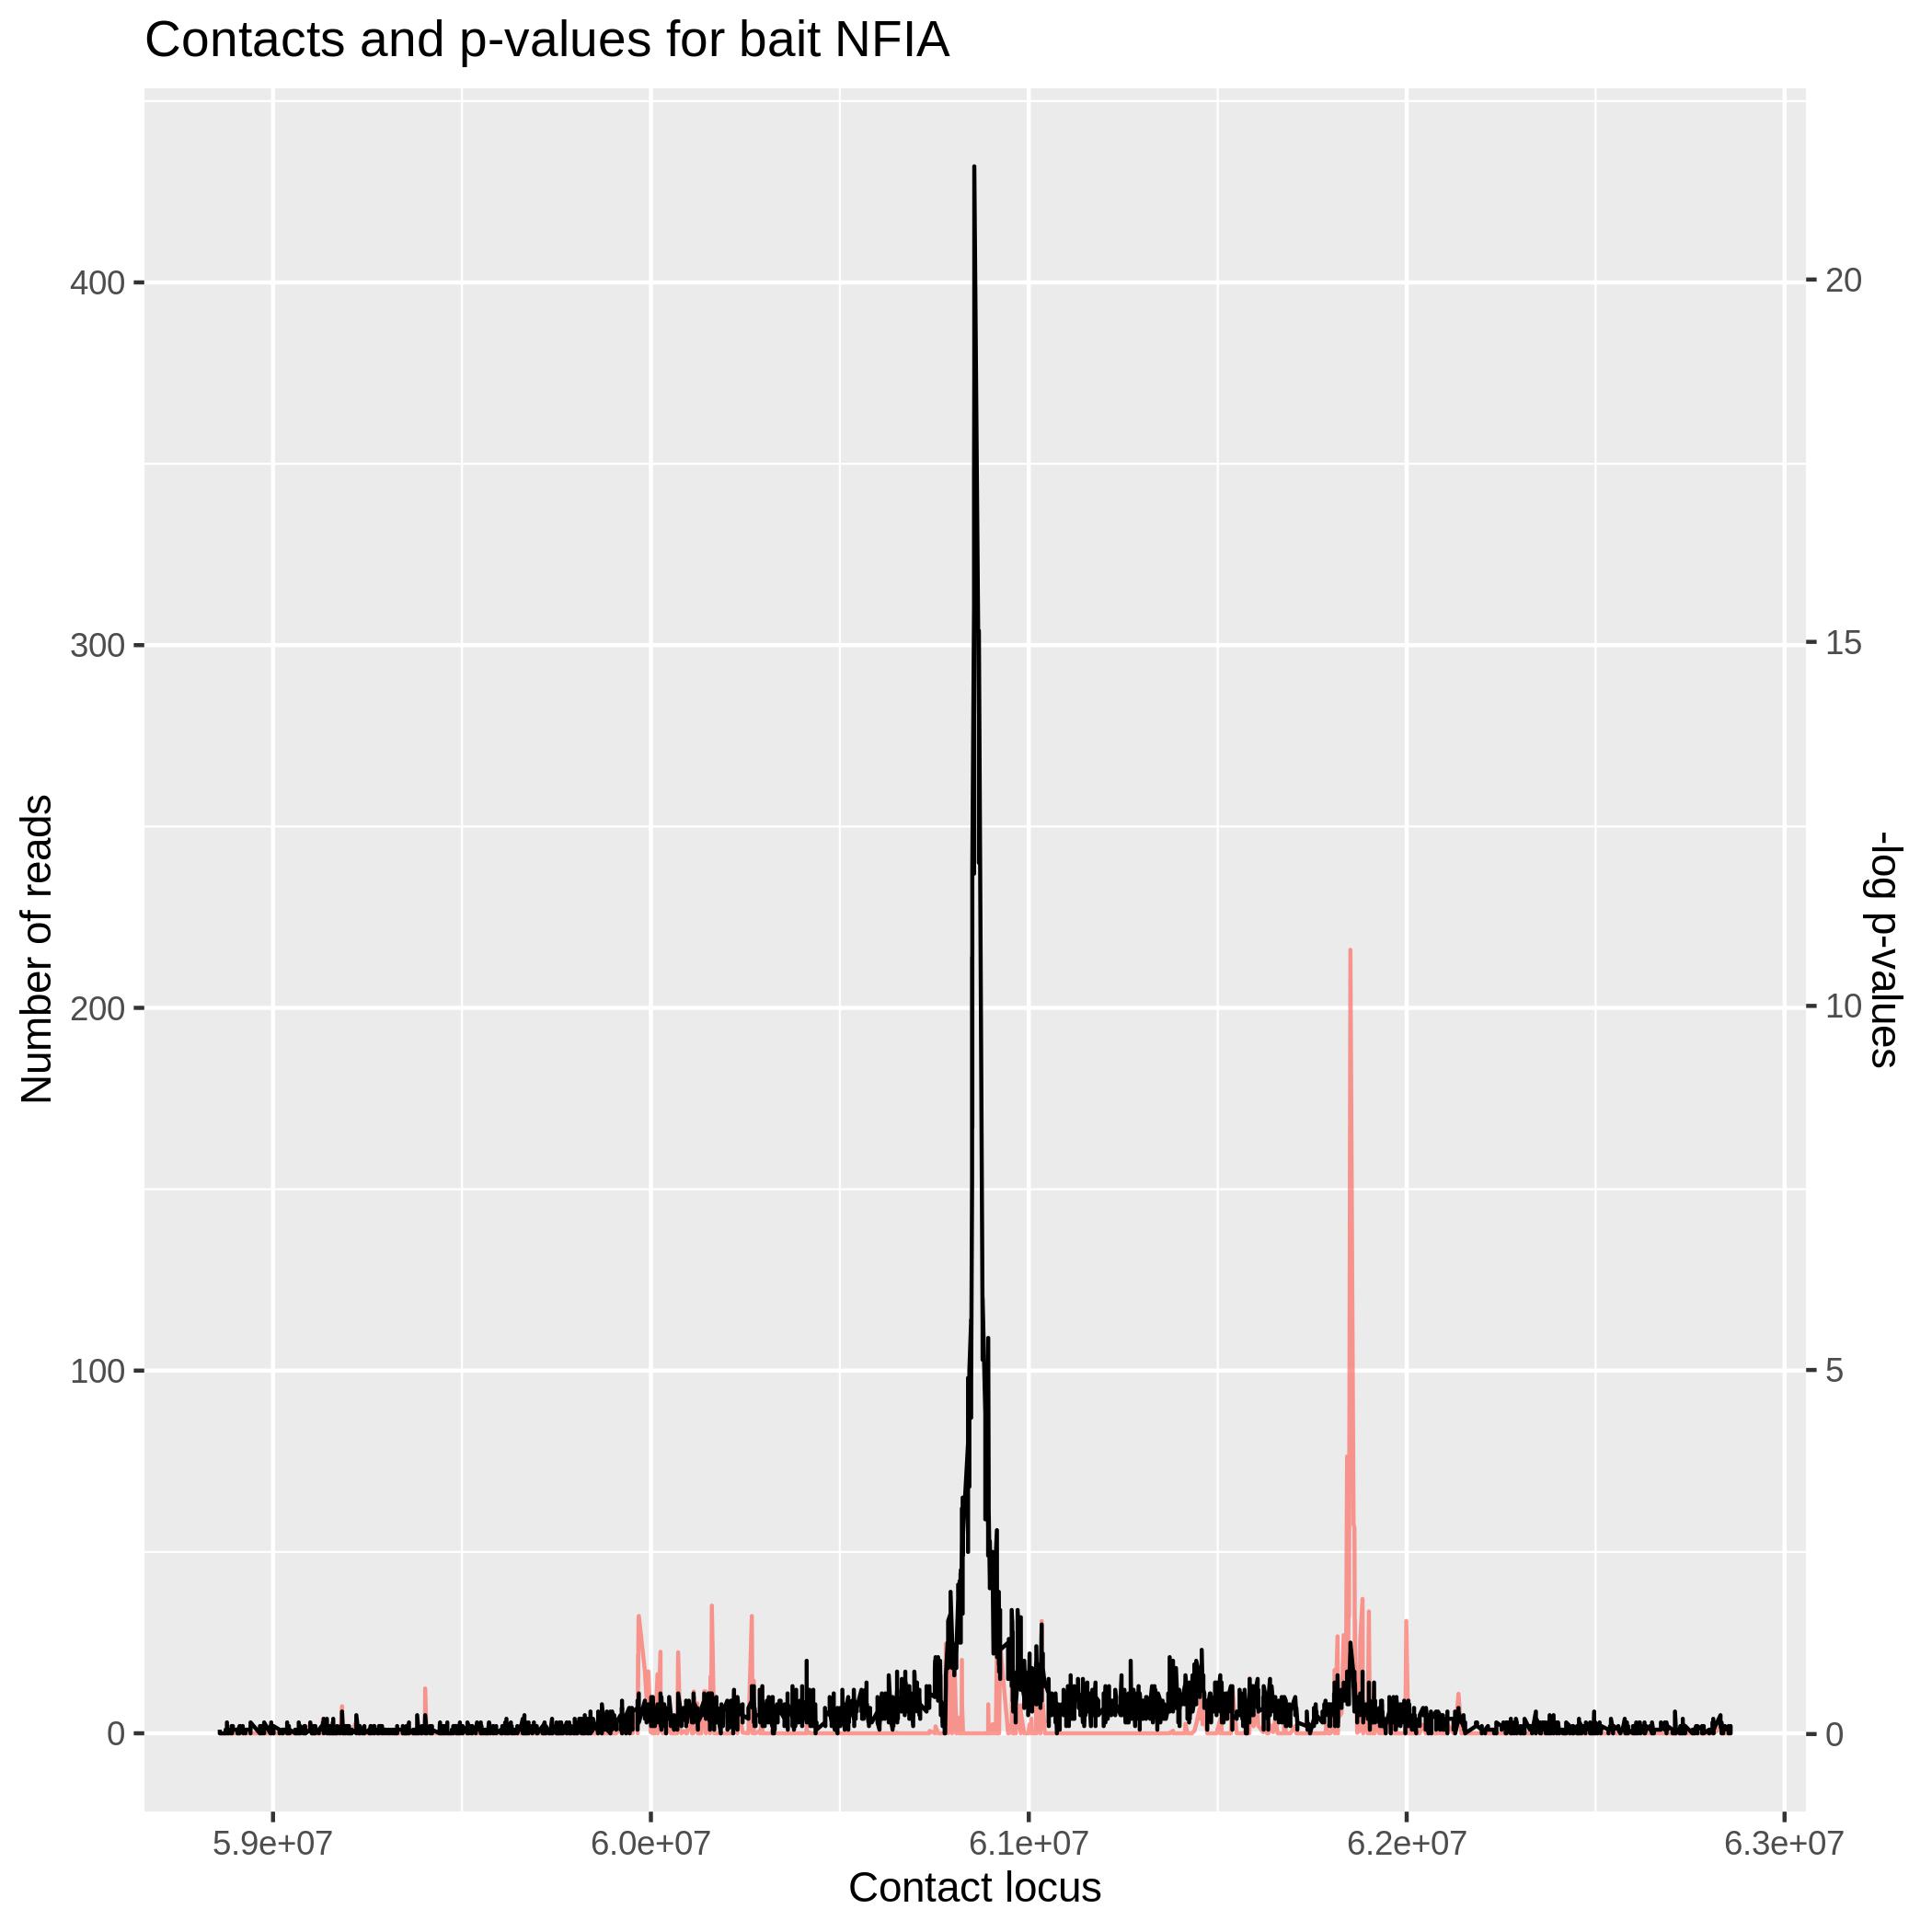 Contacts and p-values for bait NFIA
Number of reads
400
300
200
100
0
20
15
10
5
0
-log p-values
5.9e+07
6.0e+07
6.1e+07
6.2e+07
6.3e+07
Contact locus